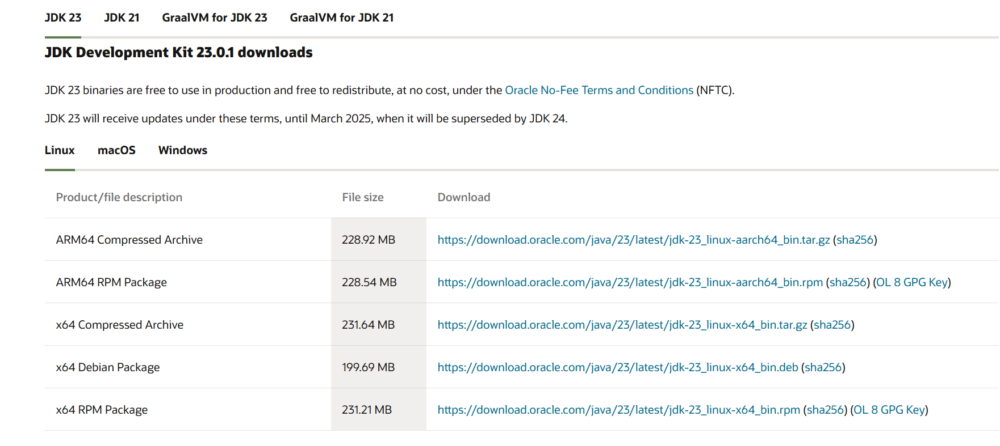 JDK 23 JDK 21 GraalVM for JDK 23 GraalVM for JDK 21
JDK Development Kit 23.0.1 downloads
JDK 23 binaries are free to use in production and free to redistribute, at no cost, under the Oracle No-Fee Terms and Conditions (NFTC).
JDK 23 will receive updates under these terms, until March 2025, when it will be superseded by JDK 24.
Linux macOS Windows
Product/file description File size Download
ARM64 Compressed Archive 228.92 MB https://download.oracle.com/java/23/latest/jdk-23_linux-aarch64_bin.tar.gz (sha256)
ARM64 RPM Package 228.54 MB https://download.oracle.com/java/23/latest/jdk-23_linux-aarch64_bin.rpm (sha256) (OL 8 GPG Key)
x64 Compressed Archive 231.64 MB https://download.oracle.com/java/23/latest/jdk-23_linux-x64_bin.tar.gz (sha256)
x64 Debian Package 199.69 MB https://download.oracle.com/java/23/latest/jdk-23_linux-x64_bin.deb (sha256)
x64 RPM Package 231.21 MB https://download.oracle.com/java/23/latest/jdk-23_linux-x64_bin.rpm (sha256) (OL 8 GPG Key)